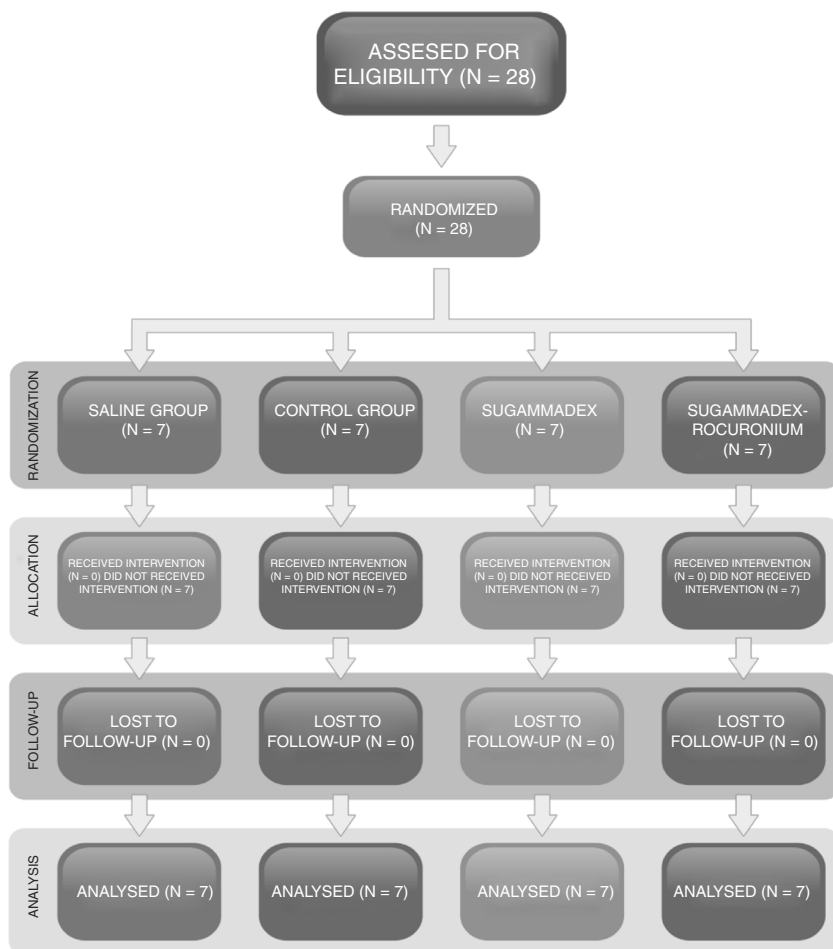 ASSESED FOR
ELIGIBILITY (N = 28)
RANDOMIZED
(N = 28)
RANDOMIZATION
SALINE GROUP
(N = 7)
CONTROL GROUP
(N = 7)
SUGAMMADEX
(N = 7)
SUGAMMADEX-
ROCURONIUM
(N = 7)
ALLOCATION
RECEIVED INTERVENTION
(N = 0) DID NOT RECEIVED
INTERVENTION (N = 7)
RECEIVED INTERVENTION
(N = 0) DID NOT RECEIVED
INTERVENTION (N = 7)
RECEIVED INTERVENTION
(N = 0) DID NOT RECEIVED
INTERVENTION (N = 7)
RECEIVED INTERVENTION
(N = 0) DID NOT RECEIVED
INTERVENTION (N = 7)
FOLLOW-UP
LOST TO
FOLLOW-UP (N = 0)
LOST TO
FOLLOW-UP (N = 0)
LOST TO
FOLLOW-UP (N = 0)
LOST TO
FOLLOW-UP (N = 0)
ANALYSIS
ANALYSED (N = 7)
ANALYSED (N = 7)
ANALYSED (N = 7)
ANALYSED (N = 7)